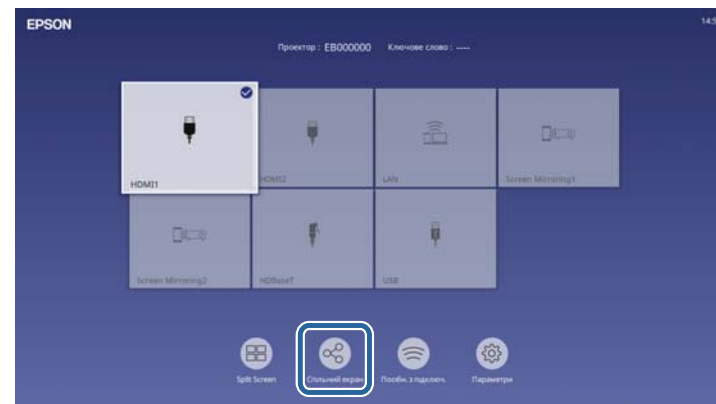 EPSON
14:5
Проектор : EB000000 Ключове слово : ----
HDMI1
HDMI2
LAN
Screen Mirroring1
Screen Mirroring2
HDBaseT
USB
Split Screen
Спільний екран
Посібн. з підключ.
Параметри